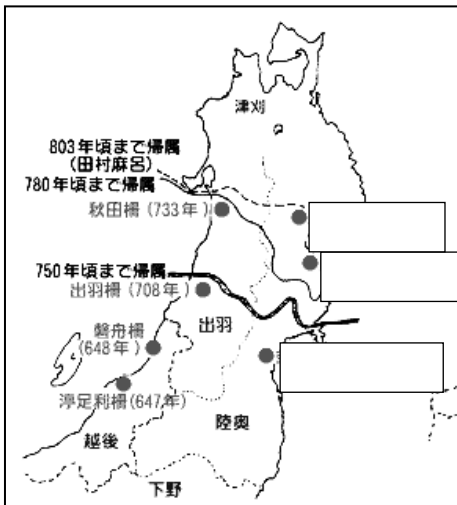 津刈
803年頃まで帰属
(田村麻呂)
780年頃まで帰属
秋田柵(733年)
750年頃まで帰属
出羽柵(708年)
出羽
磐舟柵
(648年)
渟足利柵(647年)
陸奥
越後
下野